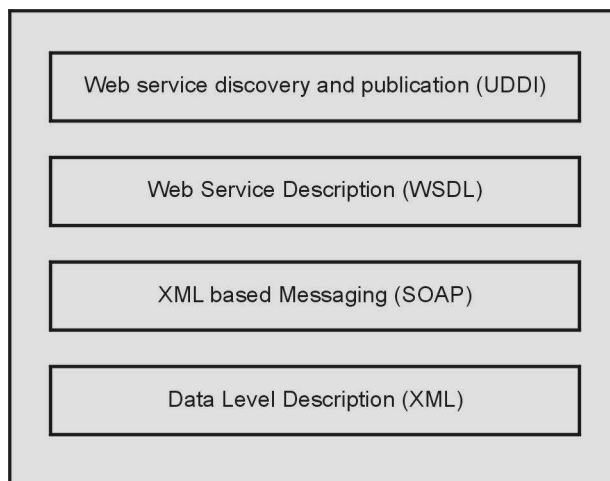 Web service discovery and publication (UDDI)
Web Service Description (WSDL)
XML based Messaging (SOAP)
Data Level Description (XML)